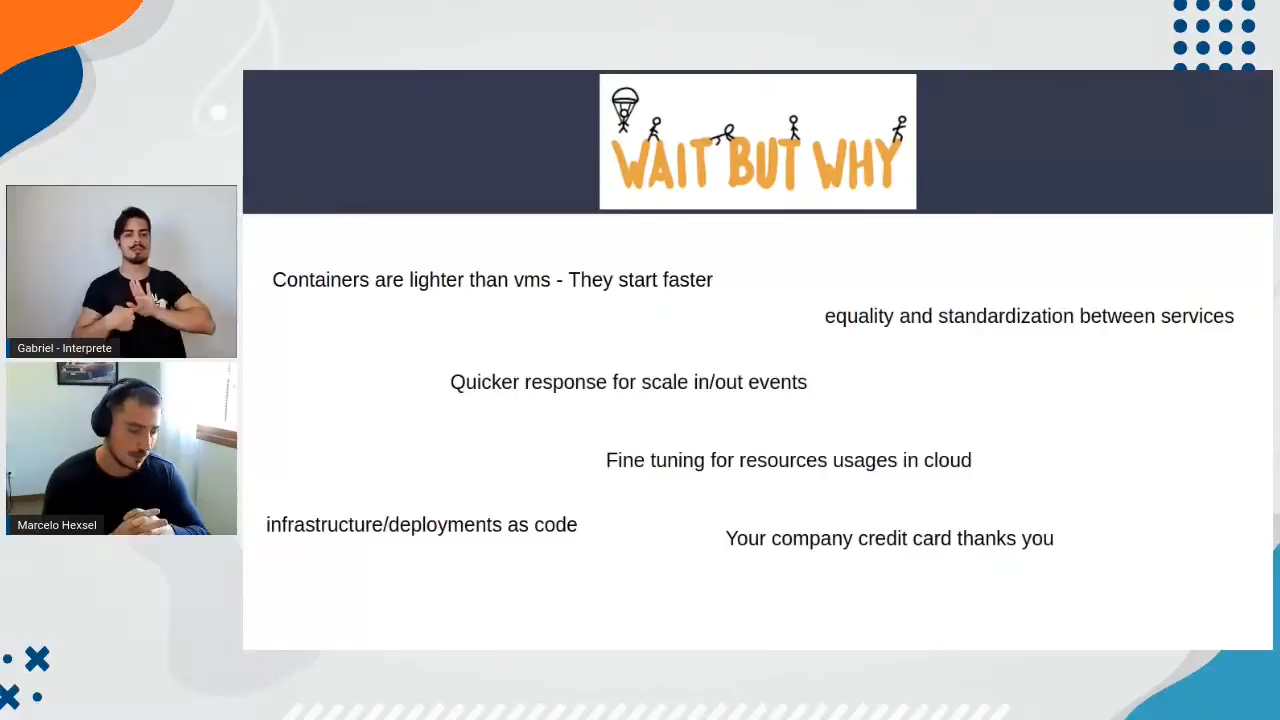 WAIT BUT WHY
Containers are lighter than vms - They start faster
equality and standardization between services
Quicker response for scale in/out events
Fine tuning for resources usages in cloud
infrastructure/deployments as code
Your company credit card thanks you
Gabriel - Interprete
Marcelo Hexsel